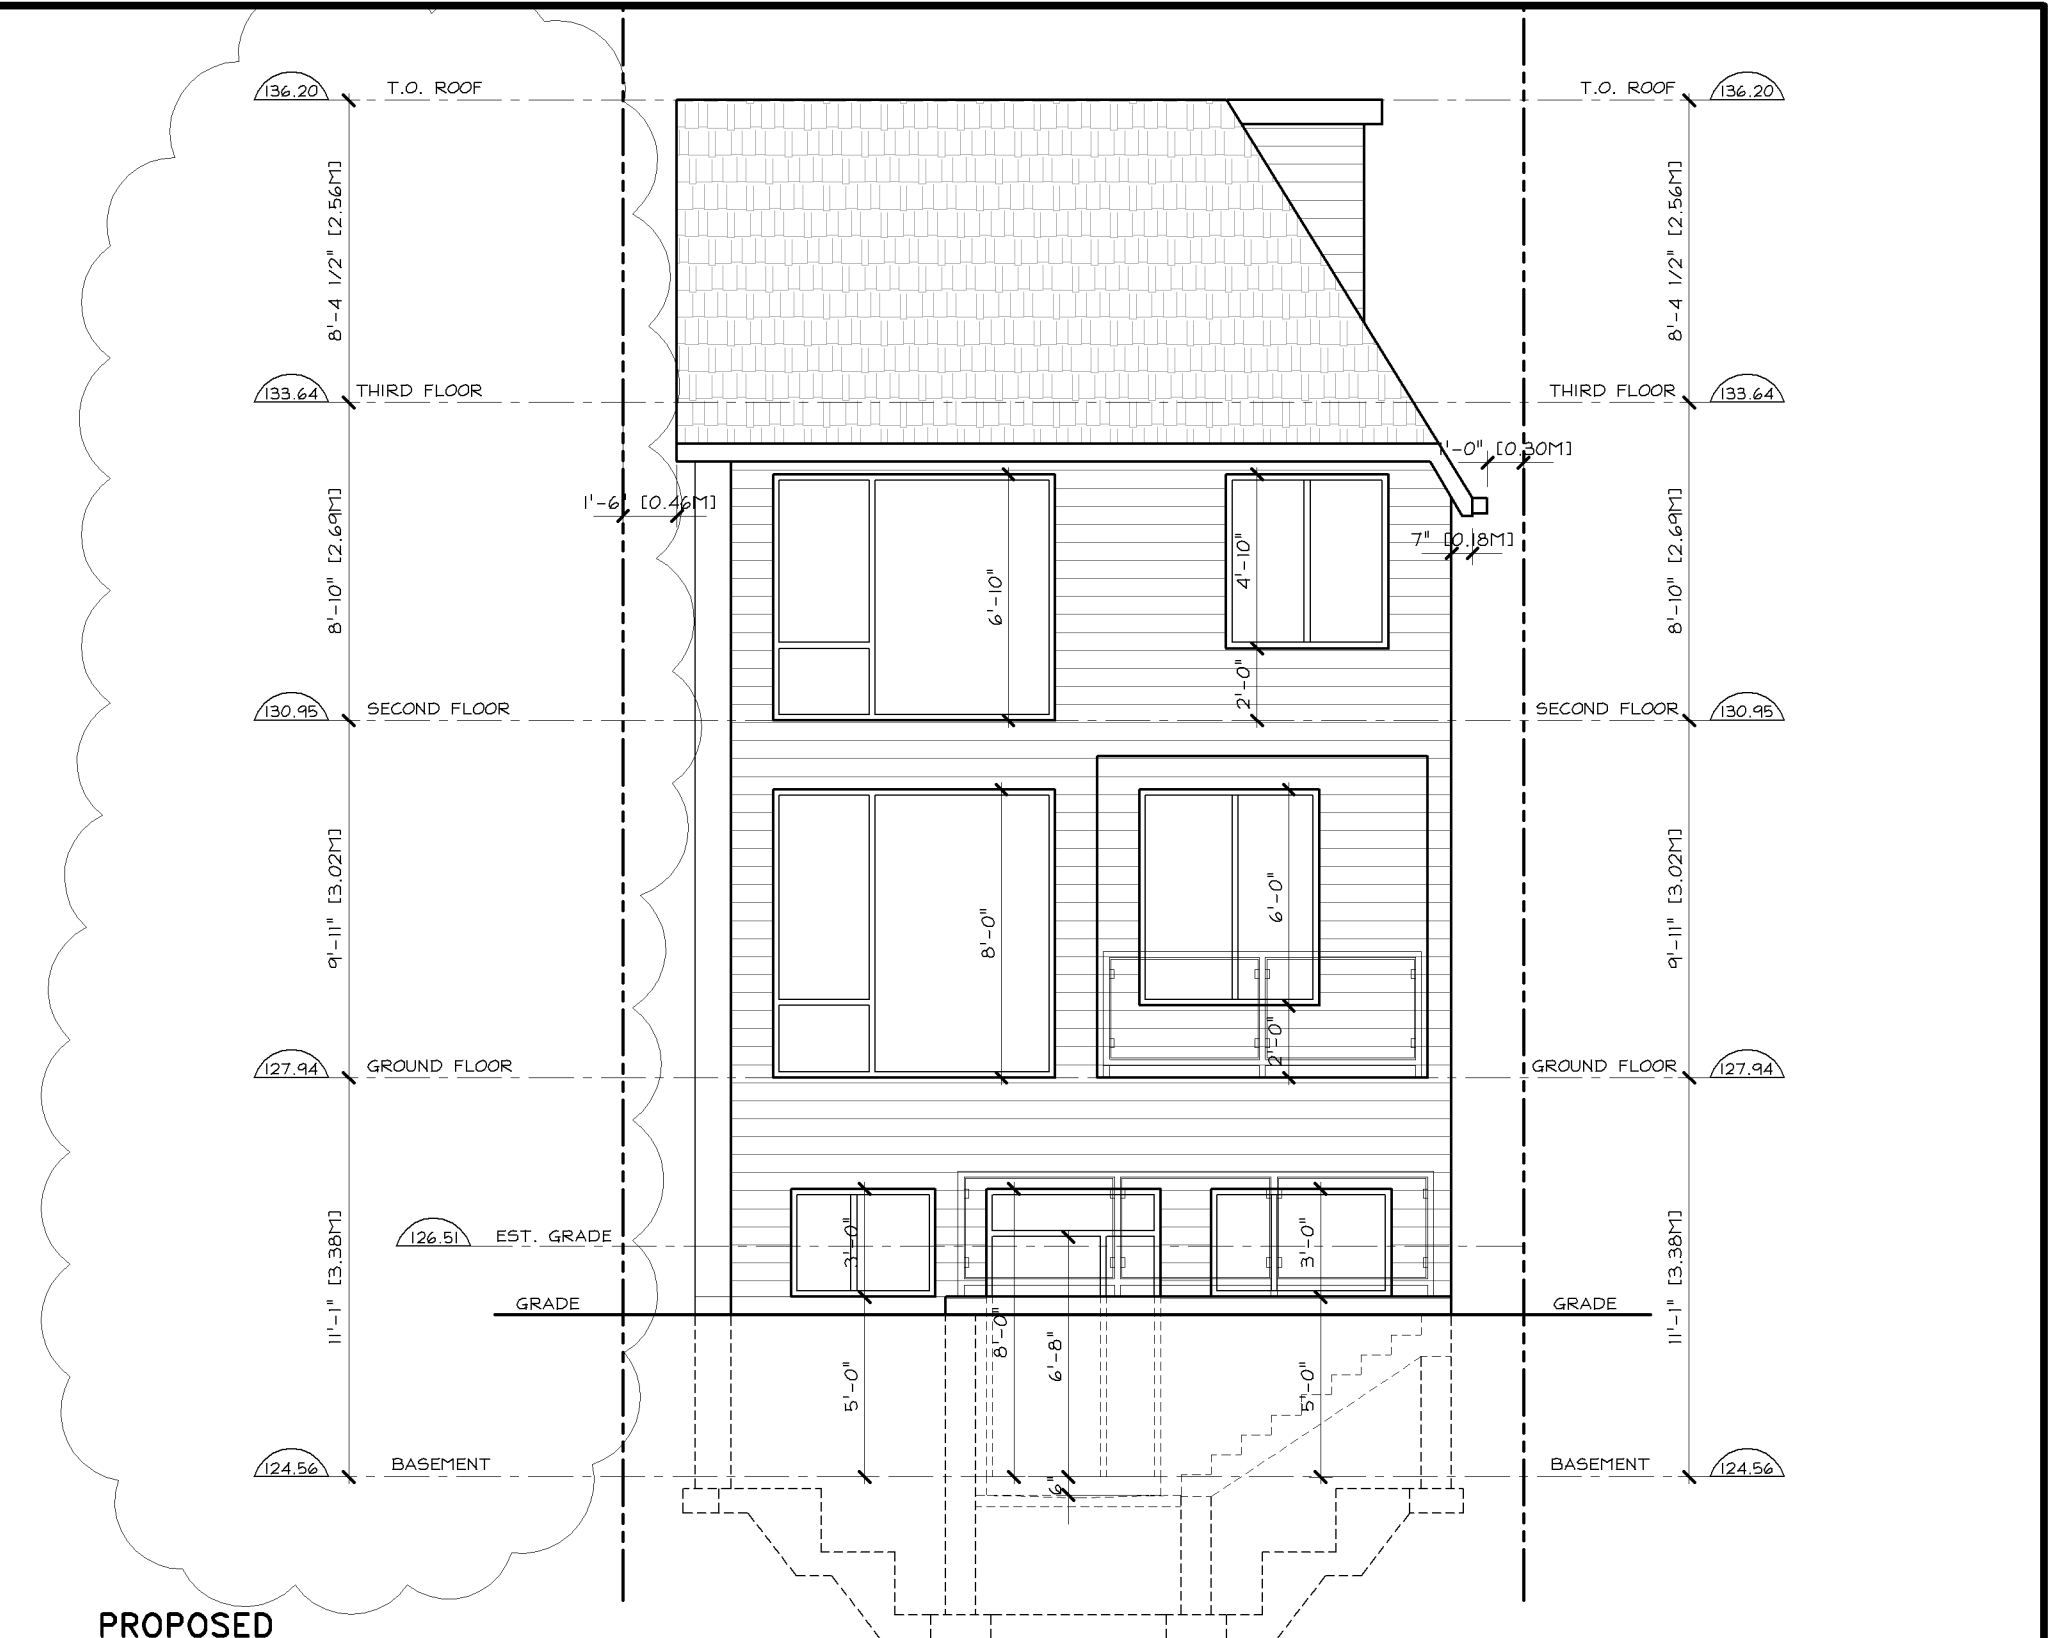 136.20 T.O. ROOF T.O. ROOF 136.20
8'-4 1/2" [2.56M] 8'-4 1/2" [2.56M]
133.64 THIRD FLOOR THIRD FLOOR 133.64
1'-0" [0.30M]
1'-6" [0.46M]
7" [0.18M]
8'-10" [2.69M] 6'-10" 4'-10" 8'-10" [2.69M]
2'-0"
130.95 SECOND FLOOR SECOND FLOOR 130.95
9'-11" [3.02M] 8'-0" 6'-0" 9'-11" [3.02M]
2'-0"
127.94 GROUND FLOOR GROUND FLOOR 127.94
126.51 EST. GRADE 3'-0" 3'-0"
11'-1" [3.38M] 11'-1" [3.38M]
GRADE GRADE
8'-0" 6'-8"
5'-0" 5'-0"
124.56 BASEMENT BASEMENT 124.56
6"
PROPOSED